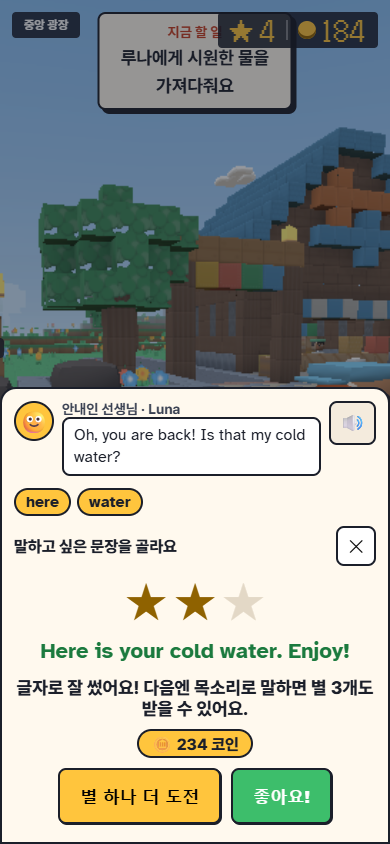 중앙 광장
지금 할 일
★ 4 | 184
루나에게 시원한 물을
가져다줘요
안내인 선생님 · Luna
Oh, you are back! Is that my cold
water?
here water
말하고 싶은 문장을 골라요
Here is your cold water. Enjoy!
글자로 잘 썼어요! 다음엔 목소리로 말하면 별 3개도
받을 수 있어요.
234 코인
별 하나 더 도전 좋아요!